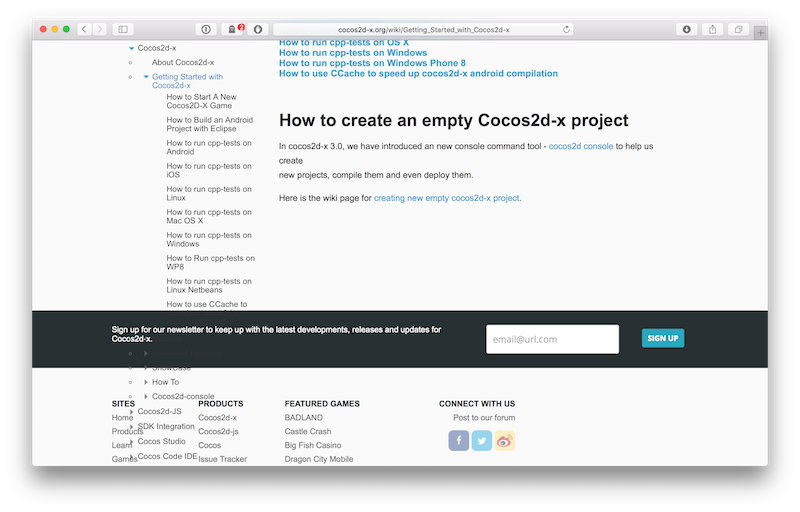 2
cocos2d-x.org/wiki/Getting_Started_with_Cocos2d-x
Cocos2d-x
About Cocos2d-x
Getting Started with
Cocos2d-x
How to Start A New
Cocos2D-X Game
How to Build an Android
Project with Eclipse
How to run cpp-tests on
Android
How to run cpp-tests on
iOS
How to run cpp-tests on
Linux
How to run cpp-tests on
Mac OS X
How to run cpp-tests on
Windows
How to Run cpp-tests on
WP8
How to run cpp-tests on
Linux Netbeans
How to use CCache to
How to run cpp-tests on OS X
How to run cpp-tests on Windows
How to run cpp-tests on Windows Phone 8
How to use CCache to speed up cocos2d-x android compilation
How to create an empty Cocos2d-x project
In cocos2d-x 3.0, we have introduced an new console command tool - cocos2d console to help us
create
new projects, compile them and even deploy them.
Here is the wiki page for creating new empty cocos2d-x project.
Sign up for our newsletter to keep up with the latest developments, releases and updates for
Cocos2d-x.
email@url.com
SIGN UP
ShowCase
How To
Cocos2d-console
Cocos2d-JS
SDK Integration
Cocos Studio
Cocos Code IDE
SITES
Home
Products
Learn
Games
PRODUCTS
Cocos2d-x
Cocos2d-js
Cocos
Issue Tracker
FEATURED GAMES
BADLAND
Castle Crash
Big Fish Casino
Dragon City Mobile
CONNECT WITH US
Post to our forum